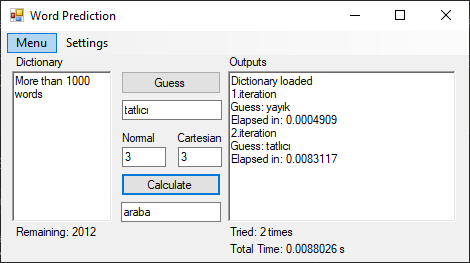 Word Prediction
Menu Settings
Dictionary
More than 1000
words
Remaining: 2012
Guess
tatlıcı
Normal Cartesian
3 3
Calculate
araba
Outputs
Dictionary loaded
1.iteration
Guess: yayık
Elapsed in: 0.0004909
2.iteration
Guess: tatlıcı
Elapsed in: 0.0083117
Tried: 2 times
Total Time: 0.0088026 s